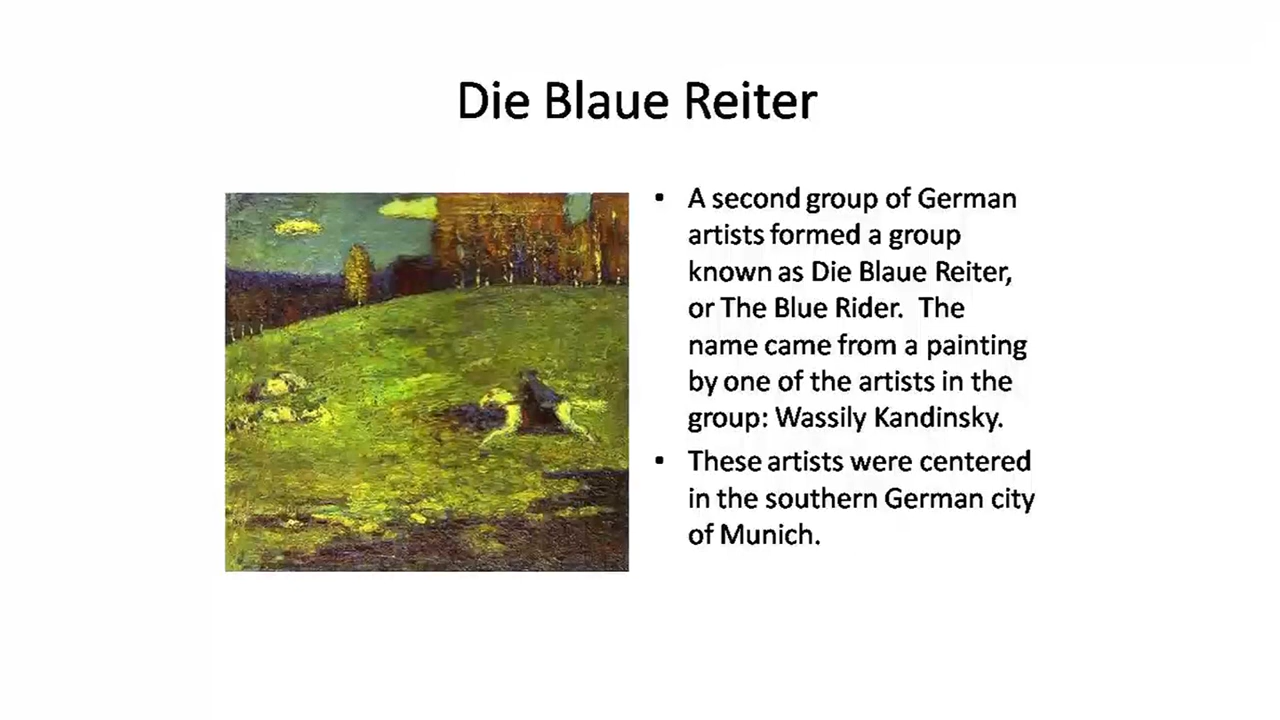 Die Blaue Reiter
• A second group of German
artists formed a group
known as Die Blaue Reiter,
or The Blue Rider.  The
name came from a painting
by one of the artists in the
group: Wassily Kandinsky.
• These artists were centered
in the southern German city
of Munich.